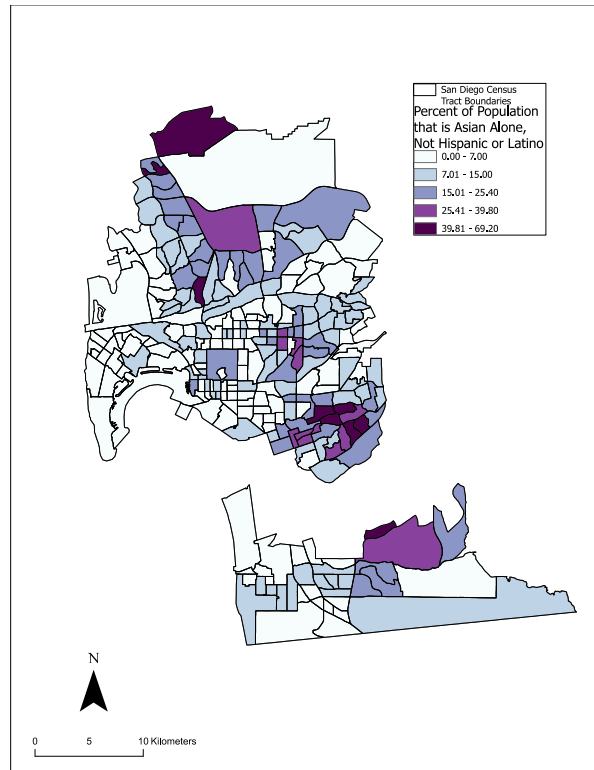 San Diego Census
Tract Boundaries
Percent of Population
that is Asian Alone,
Not Hispanic or Latino
0.00 - 7.00
7.01 - 15.00
15.01 - 25.40
25.41 - 39.80
39.81 - 69.20
N
0 5 10 Kilometers